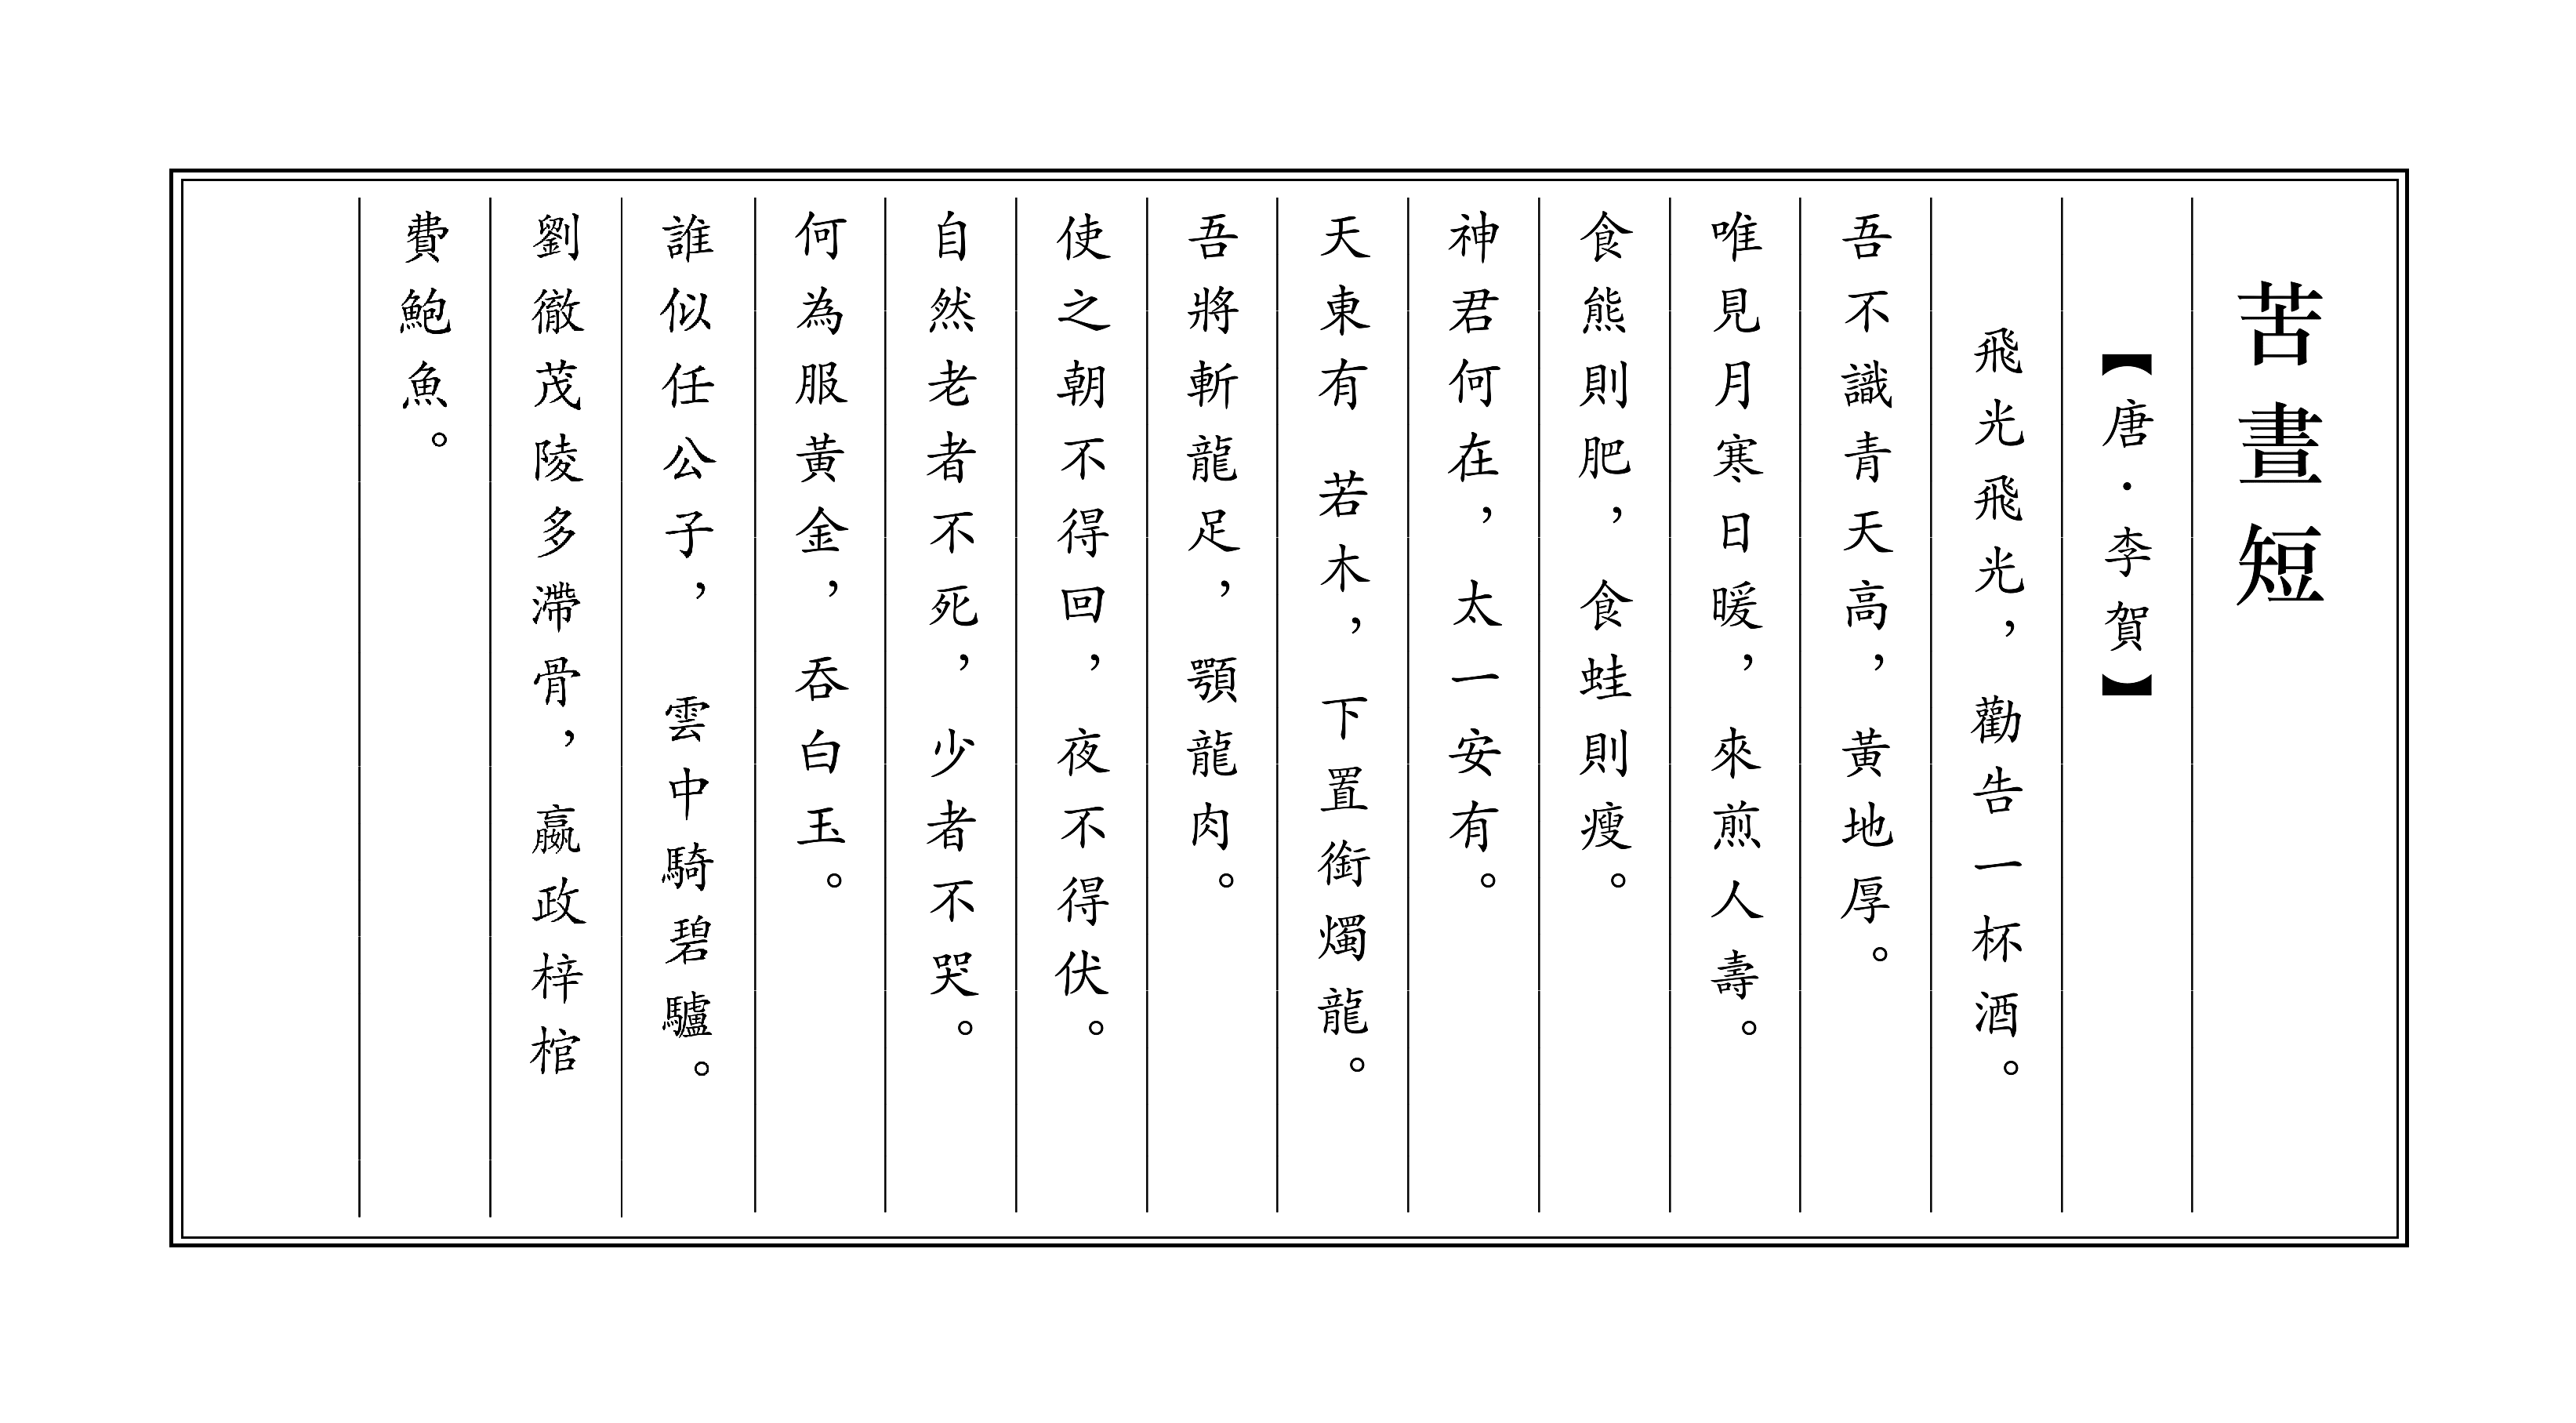 苦晝短
【唐·李賀】
飛光飛光，勸告一杯酒。
吾不識青天高，黃地厚。
唯見月寒日暖，來煎人壽。
食熊則肥，食蛙則瘦。
神君何在，太一安有。
天東有 若木，下置銜燭龍。
吾將斬龍足，顎龍肉。
使之朝不得回，夜不得伏。
自然老者不死，少者不哭。
何為服黃金，吞白玉。
誰似任公子， 雲中騎碧驢。
劉徹茂陵多滯骨，嬴政梓棺
費鮑魚。